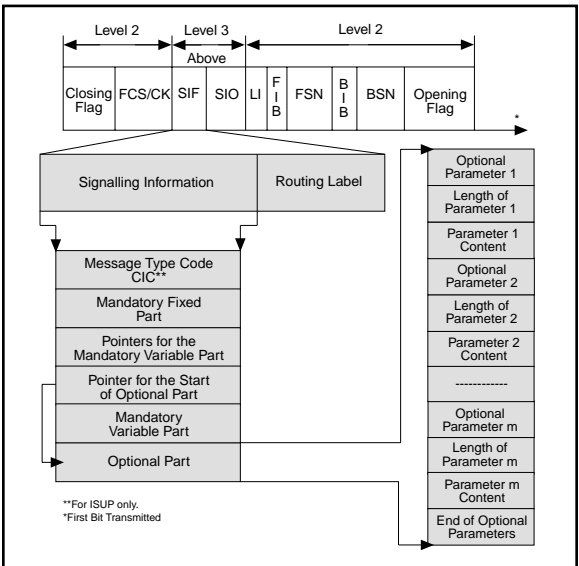 Level 2
Level 3
Level 2
Above
Closing
Flag
FCS/CK
SIF
SIO
LI
F
I
B
FSN
B
I
B
BSN
Opening
Flag
*
Signalling Information
Routing Label
Message Type Code
CIC**
Mandatory Fixed
Part
Pointers for the
Mandatory Variable Part
Pointer for the Start
of Optional Part
Mandatory
Variable Part
Optional Part
**For ISUP only.
*First Bit Transmitted
Optional
Parameter 1
Length of
Parameter 1
Parameter 1
Content
Optional
Parameter 2
Length of
Parameter 2
Parameter 2
Content
------------
Optional
Parameter m
Length of
Parameter m
Parameter m
Content
End of Optional
Parameters